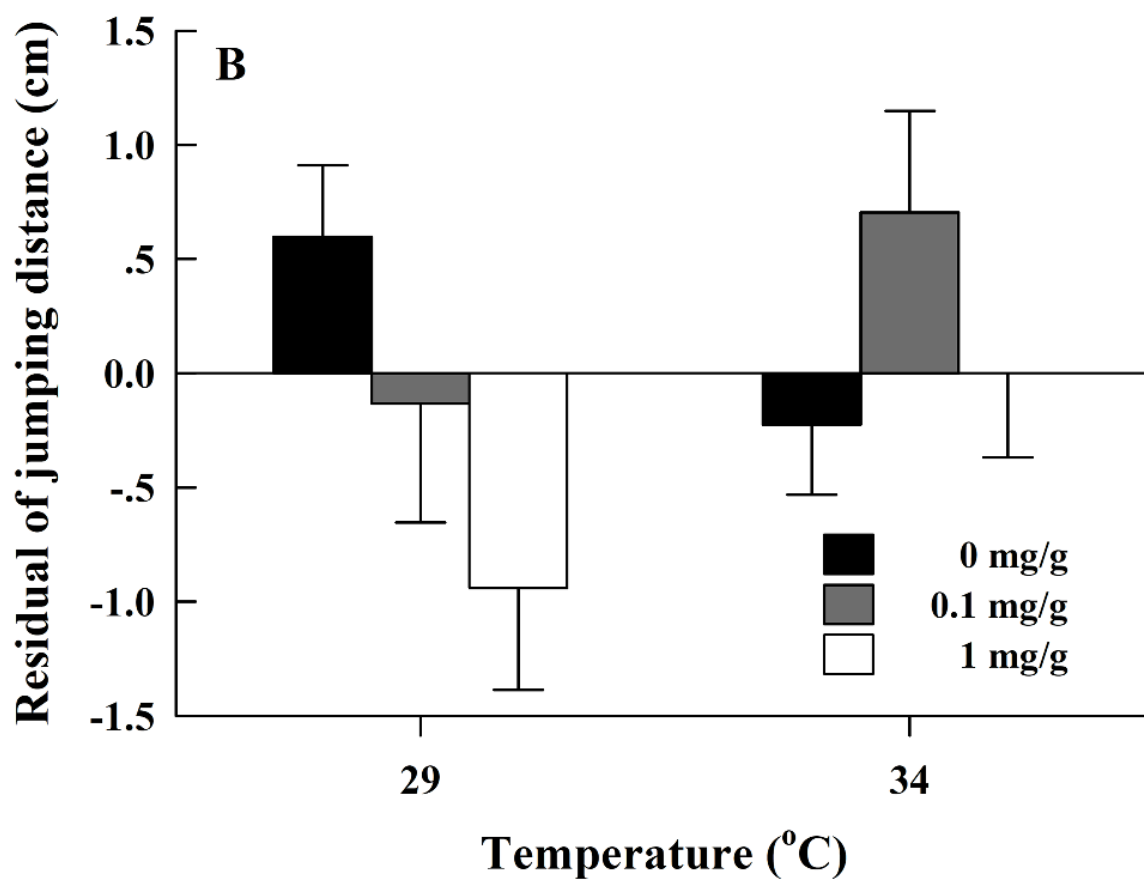 B
Residual of jumping distance (cm)
1.5
1.0
.5
0.0
-.5
-1.0
-1.5
0 mg/g
0.1 mg/g
1 mg/g
29
34
Temperature (°C)